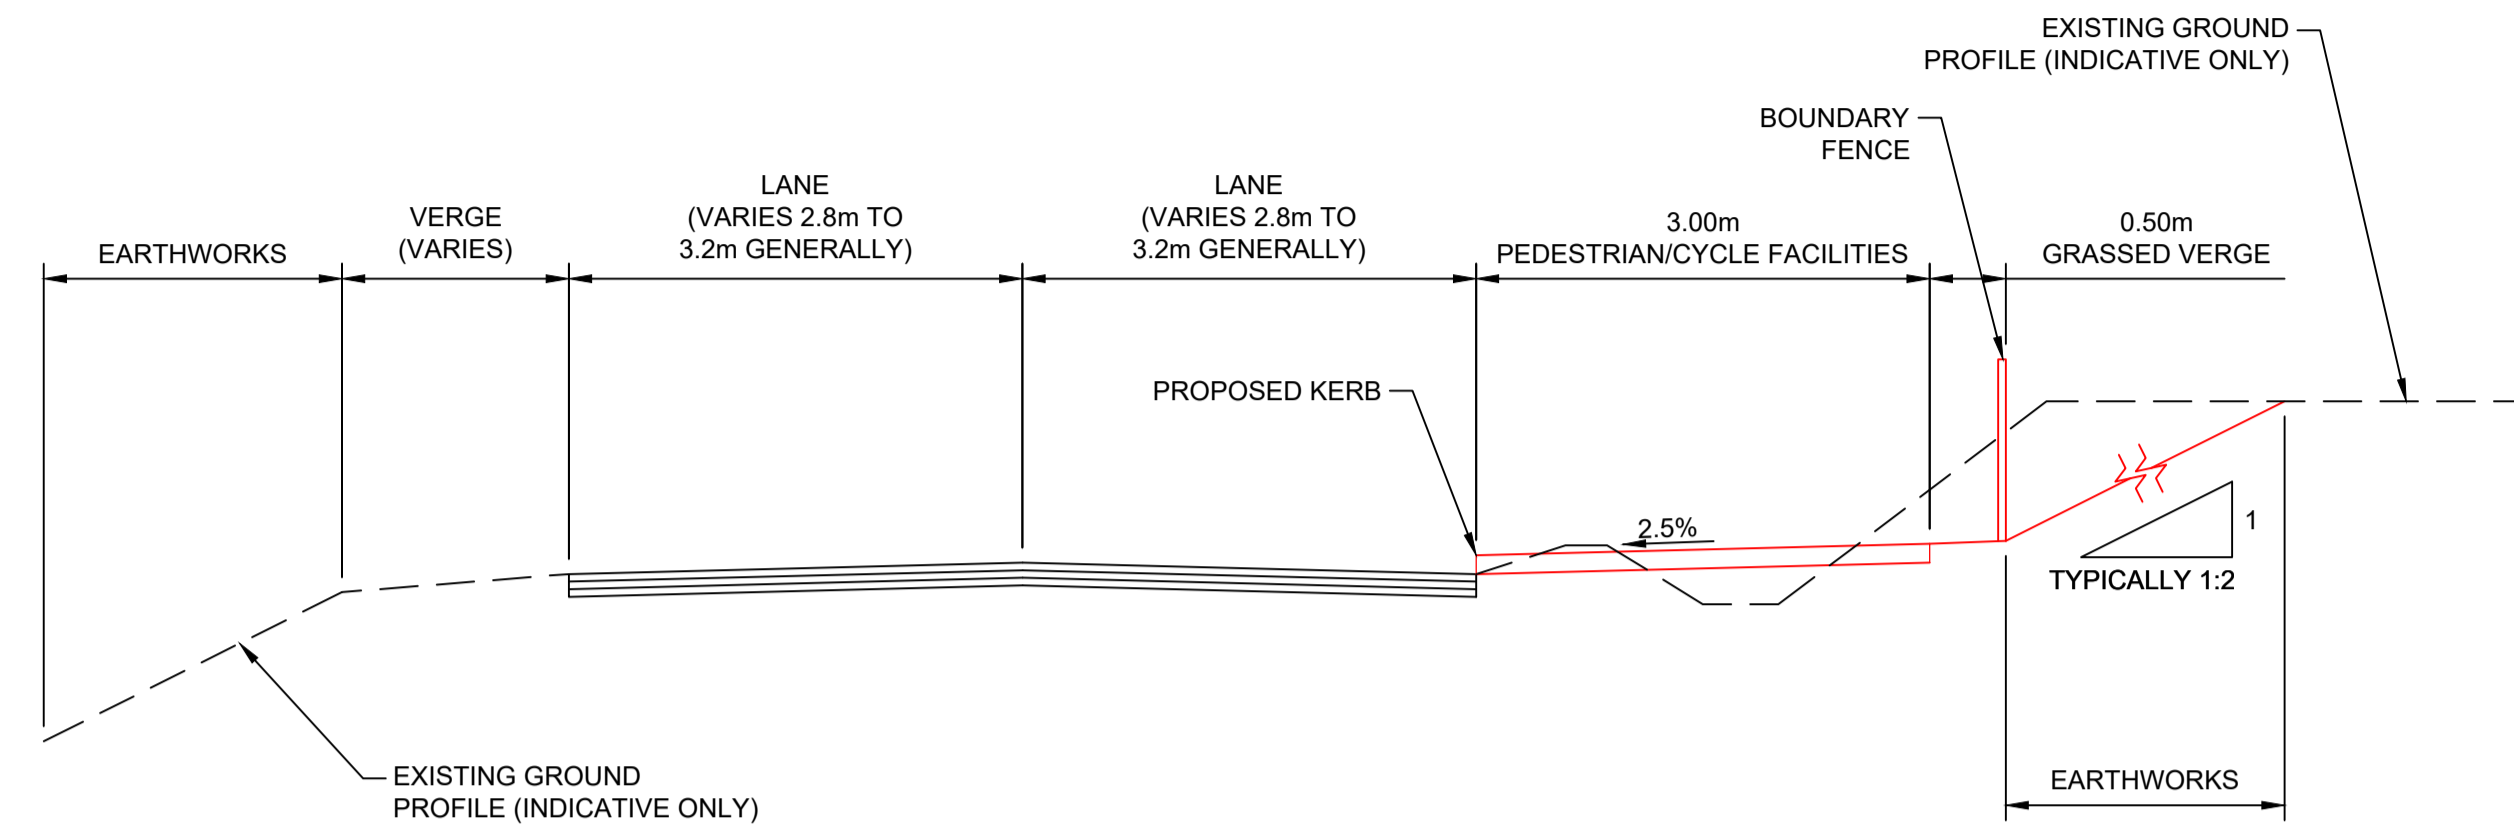 EXISTING GROUND
PROFILE (INDICATIVE ONLY)
BOUNDARY
FENCE
EARTHWORKS
VERGE
(VARIES)
LANE
(VARIES 2.8m TO
3.2m GENERALLY)
LANE
(VARIES 2.8m TO
3.2m GENERALLY)
3.00m
PEDESTRIAN/CYCLE FACILITIES
0.50m
GRASSED VERGE
PROPOSED KERB
2.5%
1
TYPICALLY 1:2
EXISTING GROUND
PROFILE (INDICATIVE ONLY)
EARTHWORKS